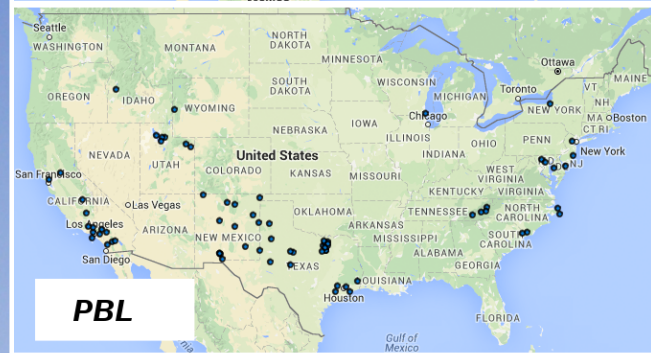 Seattle
WASHINGTON
MONTANA
NORTH
DAKOTA
MINNESOTA
Ottawa
MAINE
OREGON
IDAHO
SOUTH
DAKOTA
WISCONSIN
MICHIGAN
Toronto
VT
NH
WYOMING
NEW YORK
MA
Boston
CT RI
Chicago
IOWA
NEBRASKA
ILLINOIS
INDIANA
OHIO
PENN
New York
NEVADA
UTAH
United States
COLORADO
KANSAS
MISSOURI
WEST
VIRGINIA
NJ
San Francisco
CALIFORNIA
Las Vegas
KENTUCKY
VIRGINIA
Los Angeles
ARIZONA
NEW MEXICO
OKLAHOMA
ARKANSAS
TENNESSEE
NORTH
CAROLINA
San Diego
MISSISSIPPI
SOUTH
CAROLINA
TEXAS
ALABAMA
GEORGIA
LOUISIANA
Houston
FLORIDA
Gulf of
Mexico
PBL